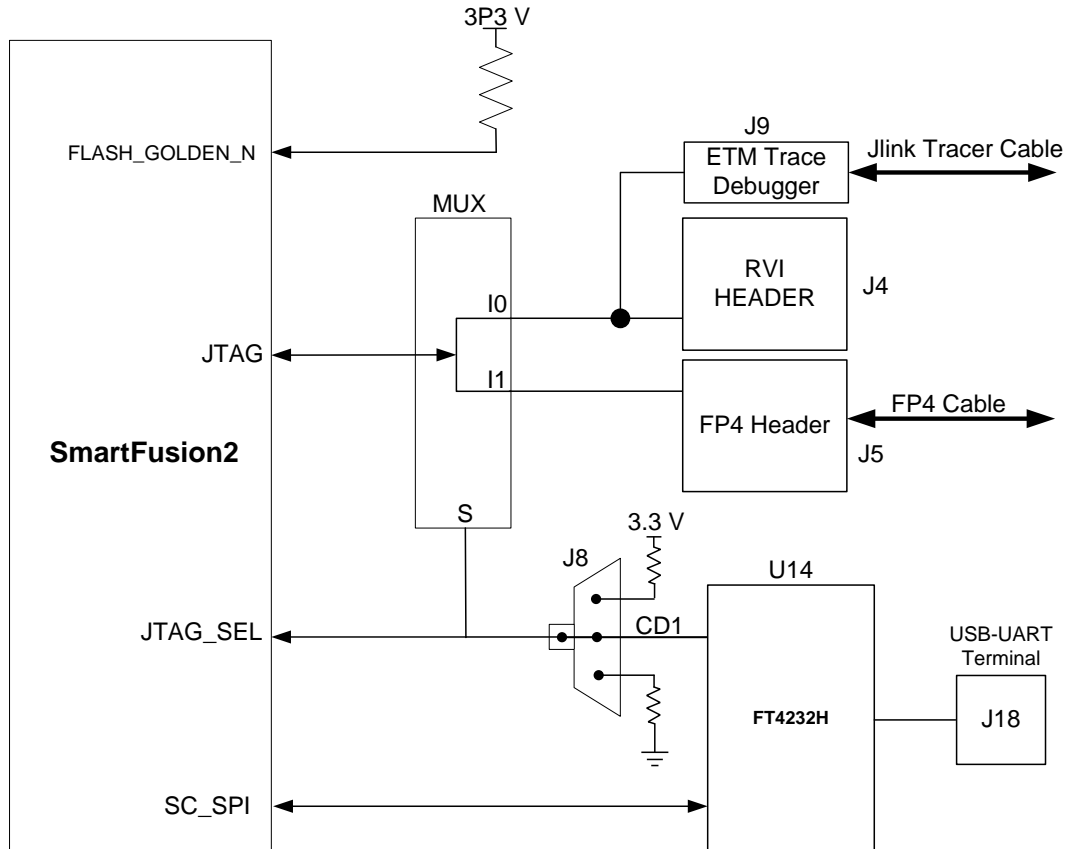 3P3 V
FLASH_GOLDEN_N
J9
ETM Trace
Debugger
Jlink Tracer Cable
MUX
RVI
HEADER
J4
I0
JTAG
I1
FP4 Header
FP4 Cable
J5
SmartFusion2
S
3.3 V
J8
U14
JTAG_SEL
CD1
USB-UART
Terminal
FT4232H
J18
SC_SPI